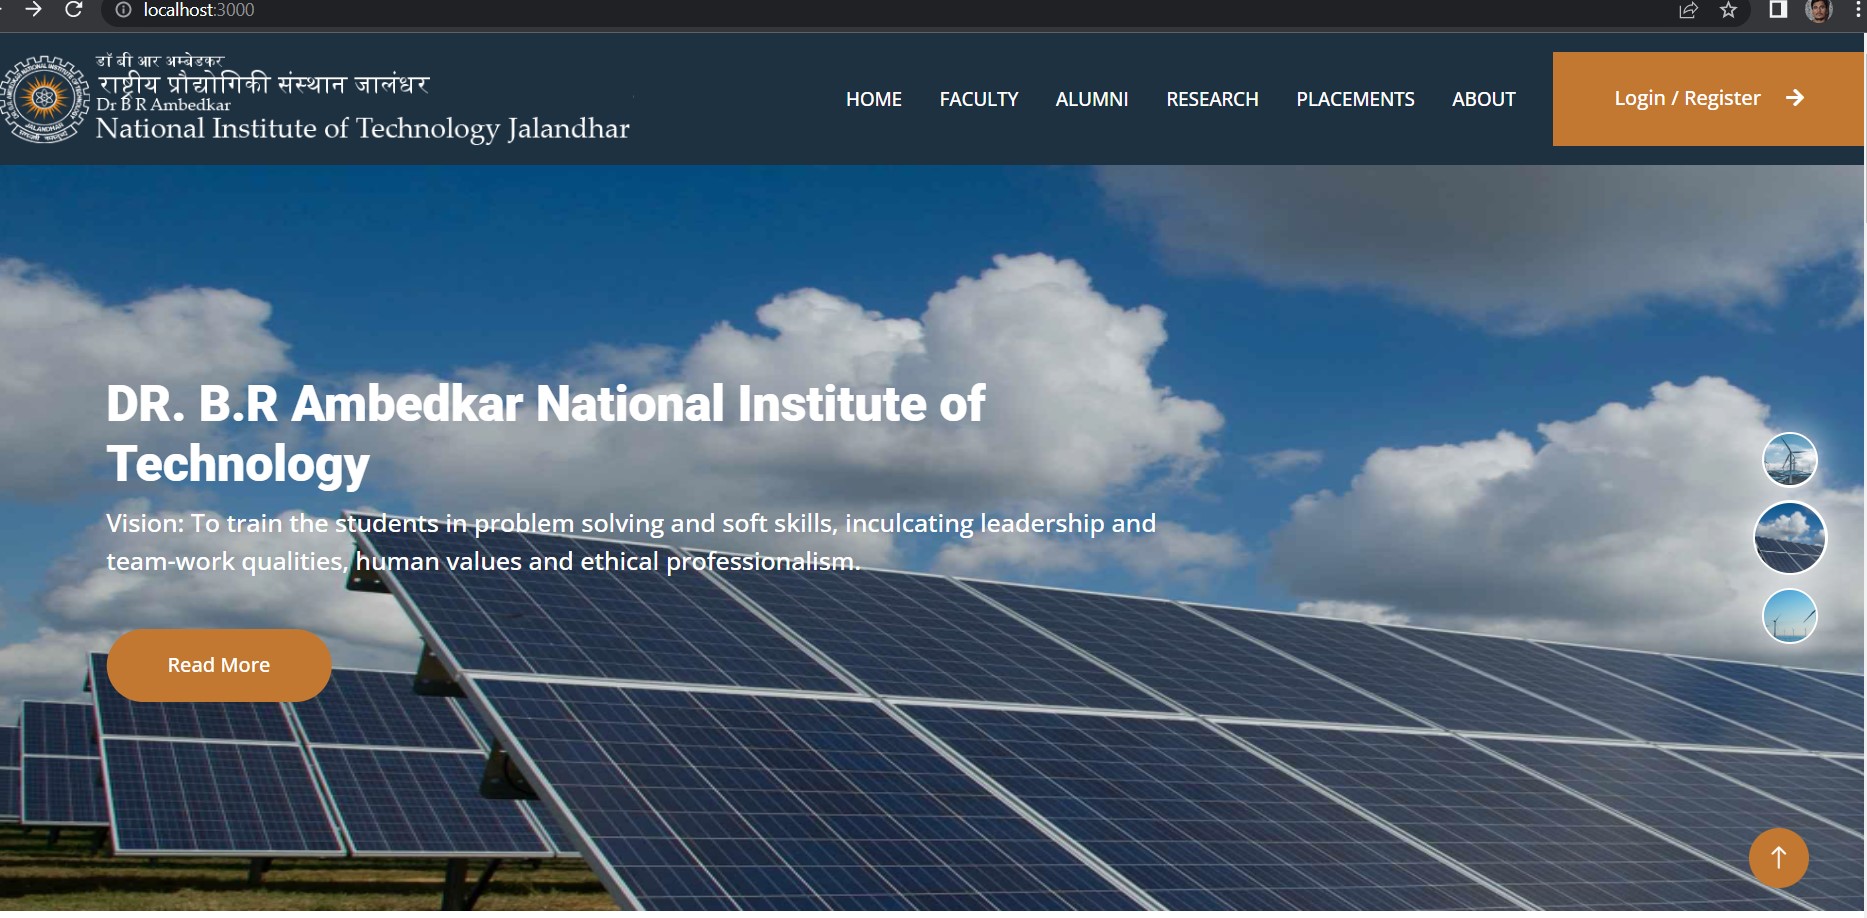 localhost:3000
डॉ बी आर अम्बेडकर
राष्ट्रीय प्रौद्योगिकी संस्थान जालंधर
Dr B R Ambedkar
National Institute of Technology Jalandhar
HOME FACULTY ALUMNI RESEARCH PLACEMENTS ABOUT
Login / Register
DR. B.R Ambedkar National Institute of
Technology
Vision: To train the students in problem solving and soft skills, inculcating leadership and
team-work qualities, human values and ethical professionalism.
Read More